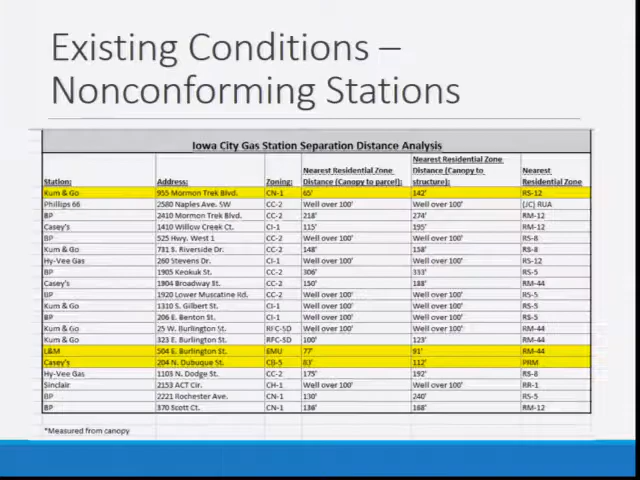 Existing Conditions –
Nonconforming Stations
Iowa City Gas Station Separation Distance Analysis
Station: Address: Zoning: Nearest Residential Zone Distance (Canopy to parcel): Nearest Residential Zone Distance (Canopy to structure): Nearest Residential Zone
Kum & Go 955 Mormon Trek Blvd. CN-1 65' 142' RS-12
Phillips 66 2580 Naples Ave. SW CC-2 Well over 100' Well over 100' (JC) RUA
BP 2410 Mormon Trek Blvd. CC-2 218' 274' RM-12
Casey's 1410 Willow Creek Ct. CI-1 115' 195' RM-12
BP 525 Hwy. West 1 CC-2 Well over 100' Well over 100' RS-8
Kum & Go 731 S. Riverside Dr. CC-2 148' 158' RS-8
Hy-Vee Gas 260 Stevens Dr. CI-1 Well over 100' Well over 100' RS-12
BP 1905 Keokuk St. CC-2 306' 333' RS-5
Casey's 1904 Broadway St. CC-2 150' 188' RM-44
BP 1920 Lower Muscatine Rd. CC-2 Well over 100' Well over 100' RS-5
Kum & Go 1310 S. Gilbert St. CI-1 Well over 100' Well over 100' RS-5
BP 206 E. Benton St. CI-1 Well over 100' Well over 100' RS-5
Kum & Go 25 W. Burlington St. RFC-SD Well over 100' Well over 100' RM-44
Kum & Go 323 E. Burlington St. RFC-SD 100' 123' RM-44
L&M 504 E. Burlington St. EMU 77' 91' RM-44
Casey's 204 N. Dubuque St. CB-5 83' 112' PRM
Hy-Vee Gas 1103 N. Dodge St. CC-2 175' 192' RS-8
Sinclair 2153 ACT Cir. CH-1 Well over 100' Well over 100' RR-1
BP 2221 Rochester Ave. CN-1 130' 240' RS-5
BP 370 Scott Ct. CN-1 136' 168' RM-12
*Measured from canopy